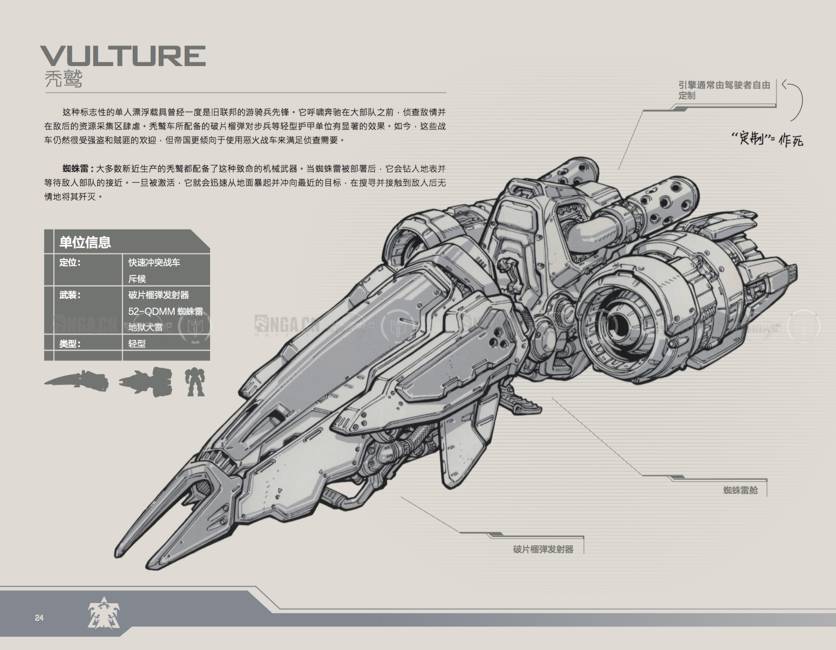 VULTURE
秃鹫
这种标志性的单人漂浮载具曾经一度是旧联邦的游骑兵先锋。它呼啸奔驰在大部队之前，侦查敌情并
在敌后的资源采集区肆虐。秃鹫车所配备的破片榴弹对步兵等轻型护甲单位有显著的效果。如今，这些战
车仍然很受强盗和贼匪的欢迎，但帝国更倾向于使用恶火战车来满足侦查需要。
蜘蛛雷：大多数新近生产的秃鹫都配备了这种致命的机械武器。当蜘蛛雷被部署后，它会钻入地表并
等待敌人部队的接近。一旦被激活，它就会迅速从地面暴起并冲向最近的目标，在搜寻并接触到敌人后无
情地将其歼灭。
引擎通常由驾驶者自由
定制
“定制”= 作死
单位信息
定位： 快速冲突战车
斥候
武装： 破片榴弹发射器
52-QDMM 蜘蛛雷
地狱犬雷
类型： 轻型
NGA.CN
NGA.CN
蜘蛛雷舱
破片榴弹发射器
24